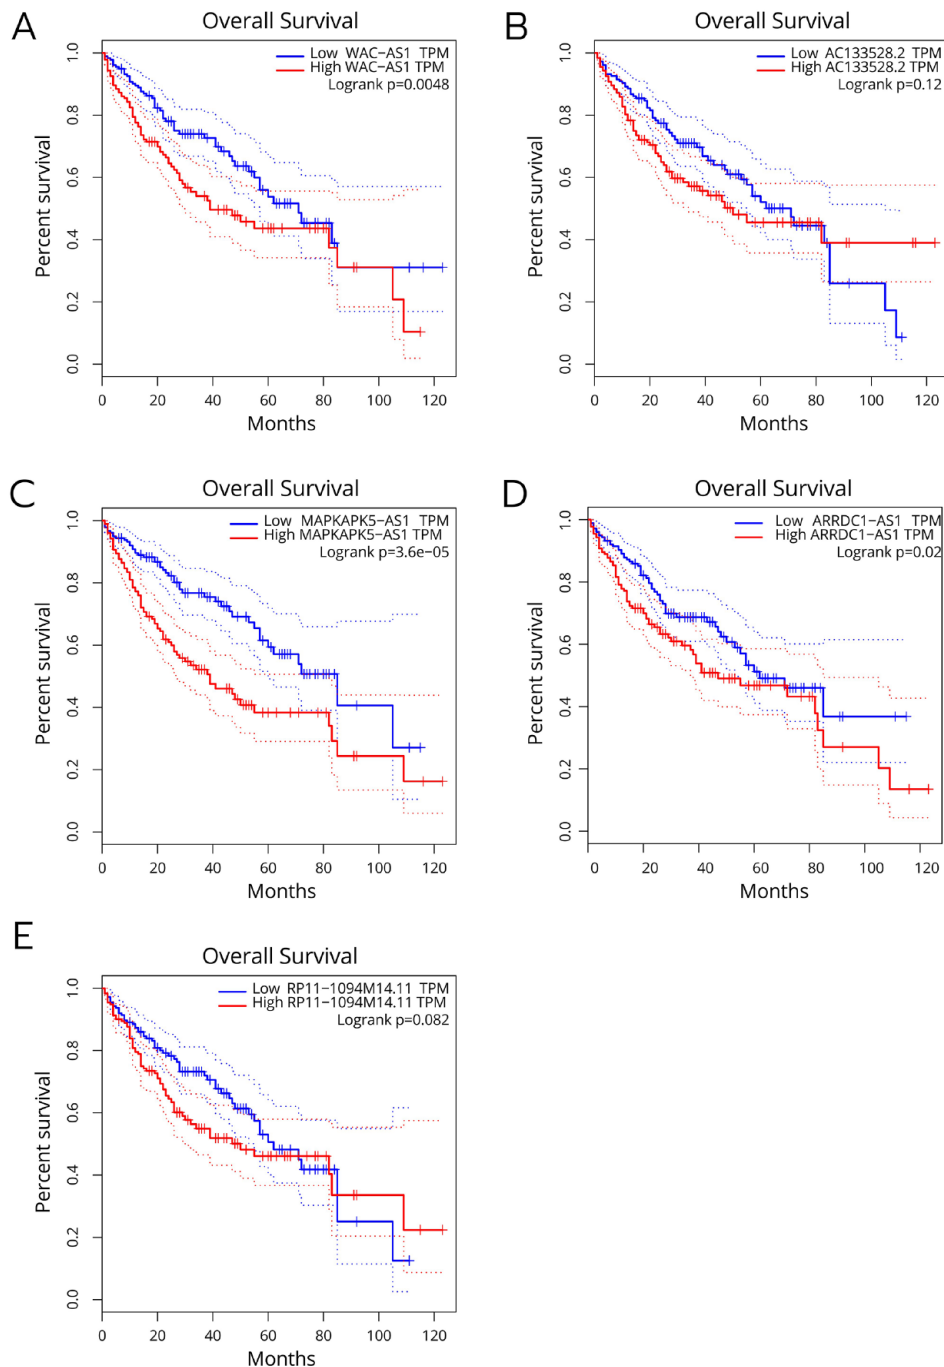 A
Overall Survival
Low WAC-AS1 TPM
High WAC-AS1 TPM
Logrank p=0.0048
Percent survival
1.0
0.8
0.6
0.4
0.2
0.0
0 20 40 60 80 100 120
Months
B
Overall Survival
Low AC133528.2 TPM
High AC133528.2 TPM
Logrank p=0.12
Percent survival
1.0
0.8
0.6
0.4
0.2
0.0
0 20 40 60 80 100 120
Months
C
Overall Survival
Low MAPKAPK5-AS1 TPM
High MAPKAPK5-AS1 TPM
Logrank p=3.6e-05
Percent survival
1.0
0.8
0.6
0.4
0.2
0.0
0 20 40 60 80 100 120
Months
D
Overall Survival
Low ARRDC1-AS1 TPM
High ARRDC1-AS1 TPM
Logrank p=0.02
Percent survival
1.0
0.8
0.6
0.4
0.2
0.0
0 20 40 60 80 100 120
Months
E
Overall Survival
Low RP11-1094M14.11 TPM
High RP11-1094M14.11 TPM
Logrank p=0.082
Percent survival
1.0
0.8
0.6
0.4
0.2
0.0
0 20 40 60 80 100 120
Months